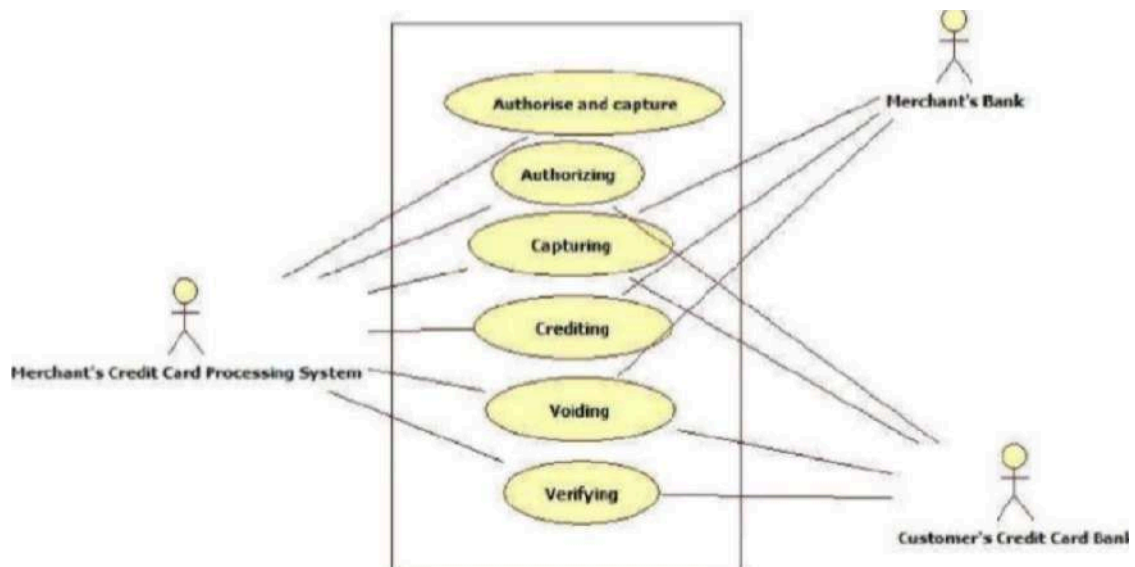 Authorise and capture
Merchant's Bank
Authorizing
Capturing
Crediting
Merchant's Credit Card Processing System
Voiding
Verifying
Customer's Credit Card Bank